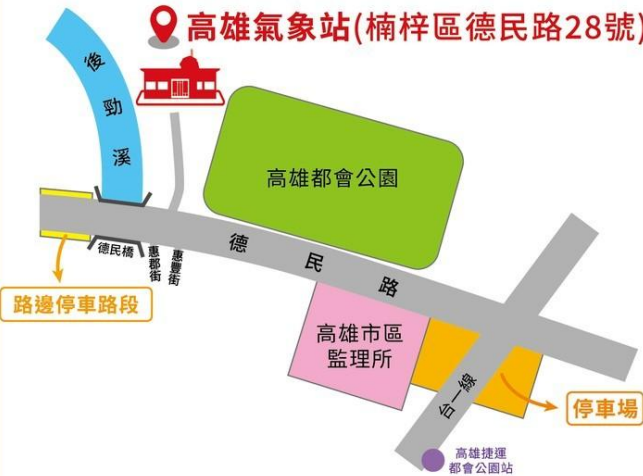 高雄氣象站(楠梓區德民路28號)
後勁溪
高雄都會公園
德民路
德民橋
惠郡街
惠豐街
路邊停車路段
高雄市區
監理所
台一線
停車場
高雄捷運
都會公園站